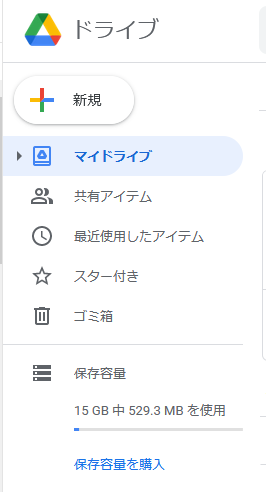 ドライブ
新規
マイドライブ
共有アイテム
最近使用したアイテム
スター付き
ゴミ箱
保存容量
15 GB 中 529.3 MB を使用
保存容量を購入